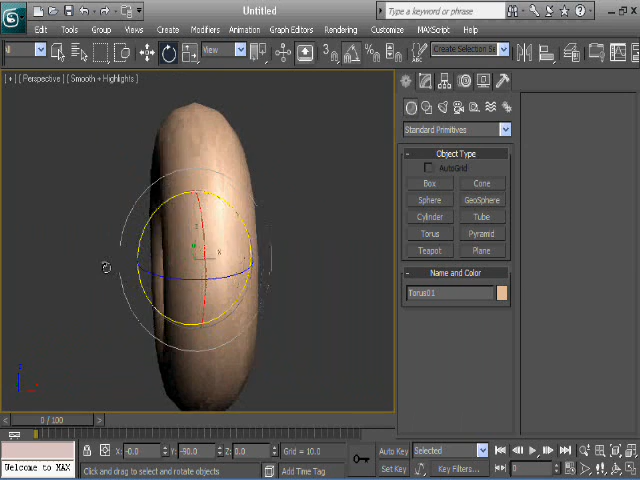 Untitled
Type a keyword or phrase
Edit Tools Group Views Create Modifiers Animation Graph Editors Rendering Customize MAXScript Help
View 3 % Create Selection Se
[ + ] [ Perspective ] [ Smooth + Highlights ]
Standard Primitives
- Object Type
AutoGrid
Box Cone
Sphere GeoSphere
Cylinder Tube
Torus Pyramid
Teapot Plane
- Name and Color
Torus01
z
x
< 0 / 100 >
X: -0.0 Y: -90.0 Z: 0.0 Grid = 10.0 Auto Key Selected
Welcome to MAX Click and drag to select and rotate objects Add Time Tag Set Key Key Filters... 0